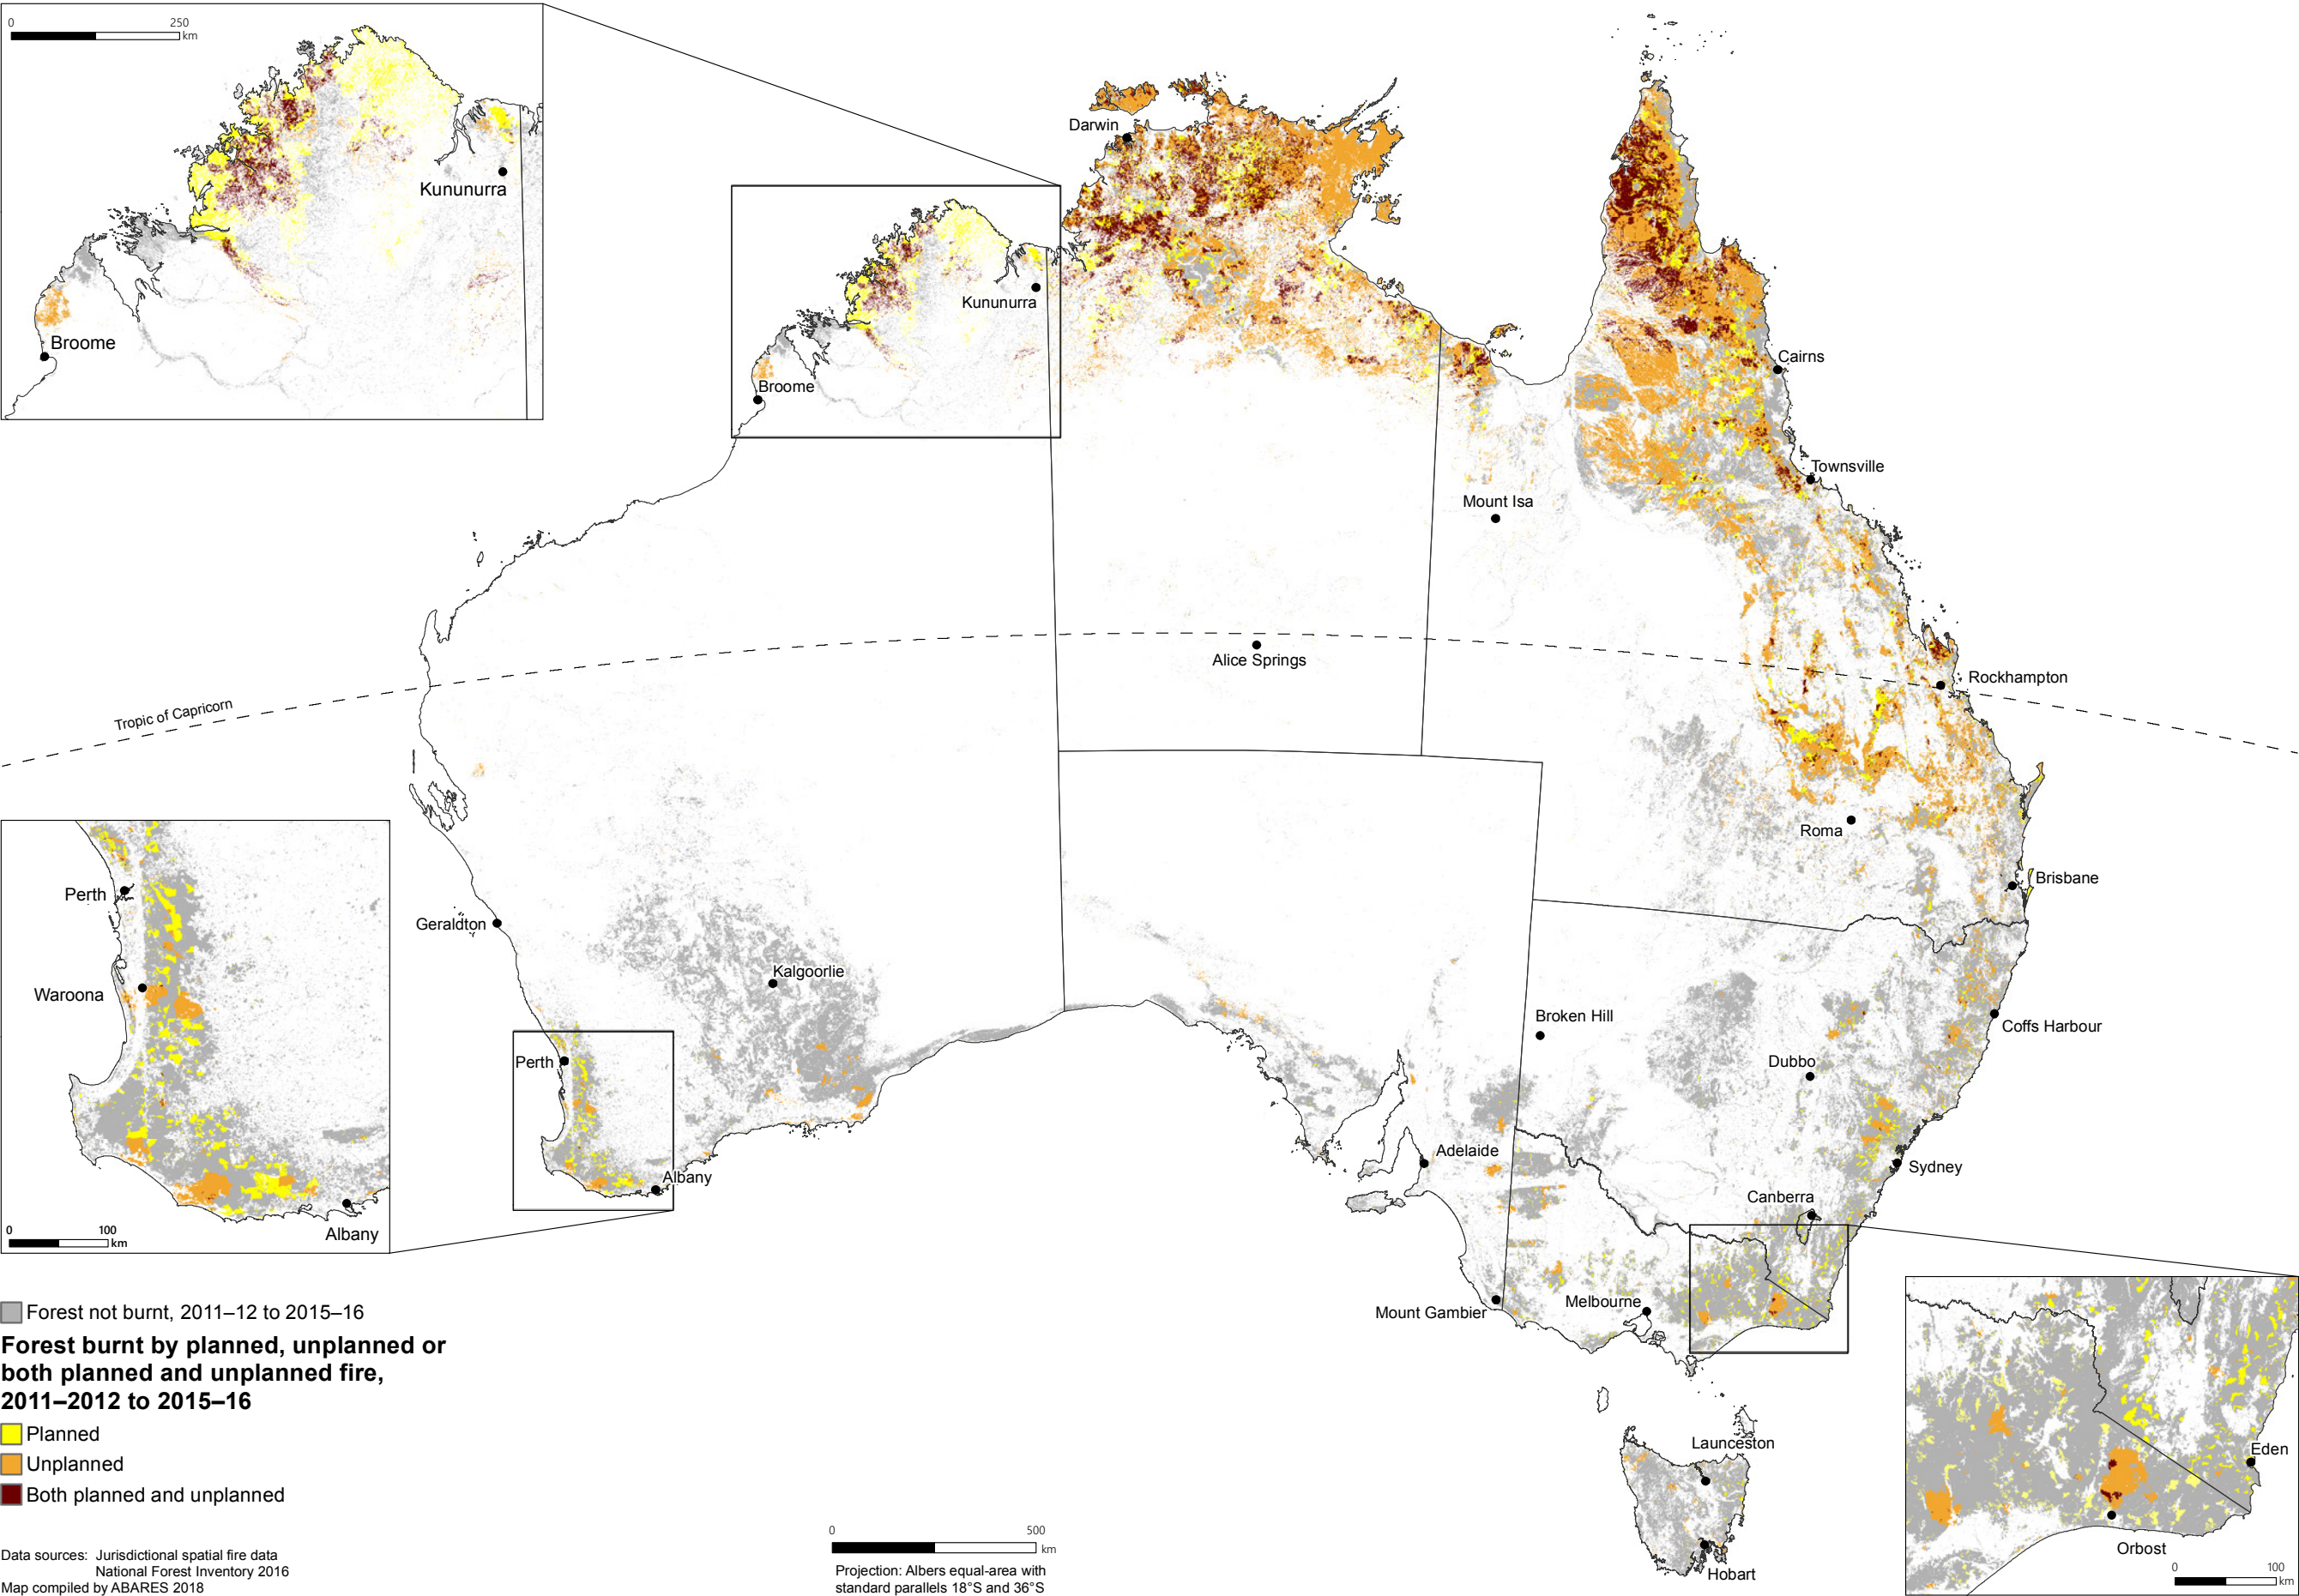 0 250
km
Kununurra
Broome
Darwin
Kununurra
Broome
Cairns
Townsville
Mount Isa
Alice Springs
Rockhampton
Tropic of Capricorn
Roma
Brisbane
Geraldton
Kalgoorlie
Perth
Albany
Broken Hill
Coffs Harbour
Dubbo
Adelaide
Sydney
Canberra
Mount Gambier
Melbourne
Launceston
Hobart
Perth
Waroona
Albany
0 100
km
Eden
Orbost
0 100
km
Forest not burnt, 2011–12 to 2015–16
Forest burnt by planned, unplanned or
both planned and unplanned fire,
2011–2012 to 2015–16
Planned
Unplanned
Both planned and unplanned
Data sources: Jurisdictional spatial fire data
National Forest Inventory 2016
Map compiled by ABARES 2018
0 500
km
Projection: Albers equal-area with
standard parallels 18°S and 36°S